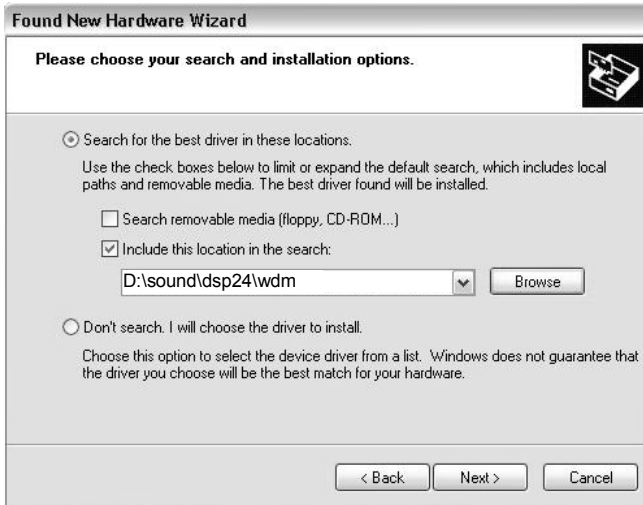 Found New Hardware Wizard
Please choose your search and installation options.
Search for the best driver in these locations.
Use the check boxes below to limit or expand the default search, which includes local
paths and removable media. The best driver found will be installed.
Search removable media (floppy, CD-ROM...)
Include this location in the search:
D:\sound\dsp24\wdm
Browse
Don't search. I will choose the driver to install.
Choose this option to select the device driver from a list. Windows does not guarantee that
the driver you choose will be the best match for your hardware.
< Back Next > Cancel